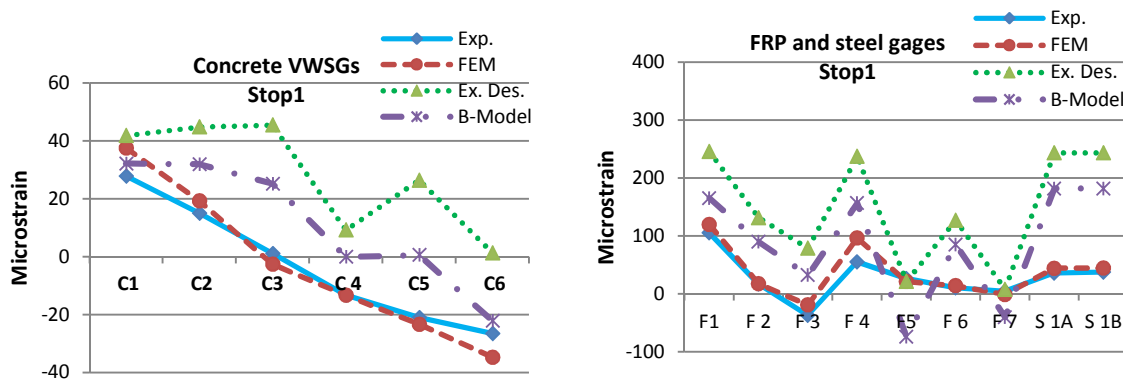 Concrete VWSGs
Stop1
Exp.
FEM
Ex. Des.
B-Model
Microstrain
60
40
20
0
-20
-40
C1 C2 C3 C 4 C5 C6
FRP and steel gages
Stop1
Exp.
FEM
Ex. Des.
B-Model
Microstrain
400
300
200
100
0
-100
F1 F 2 F 3 F 4 F5 F 6 F 7 S 1A S 1B